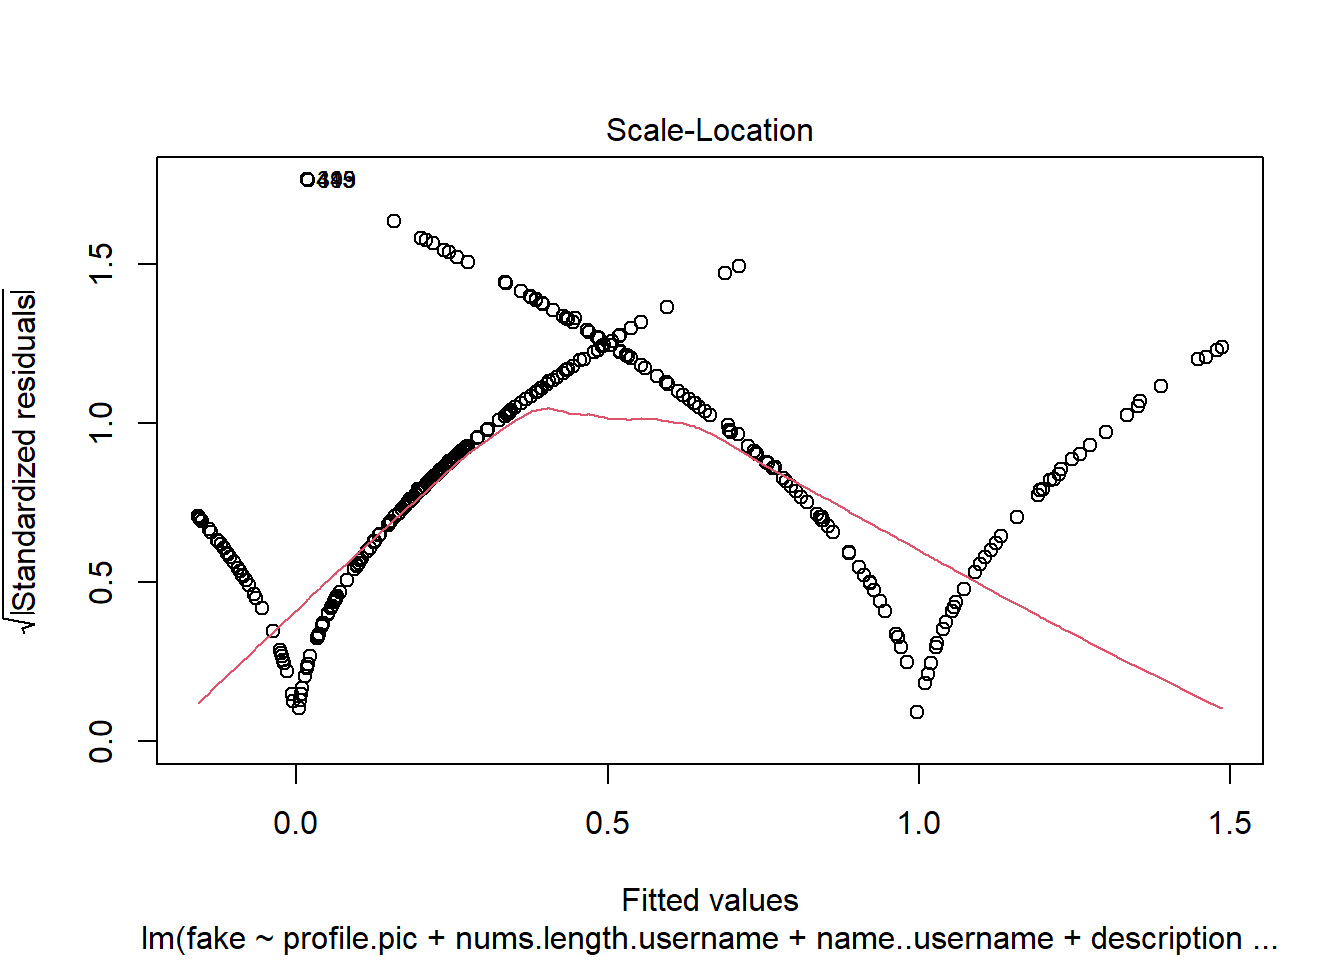 Scale-Location
√|Standardized residuals|
0.0
0.5
1.0
1.5
0.0 0.5 1.0 1.5
Fitted values
lm(fake ~ profile.pic + nums.length.username + name..username + description ...